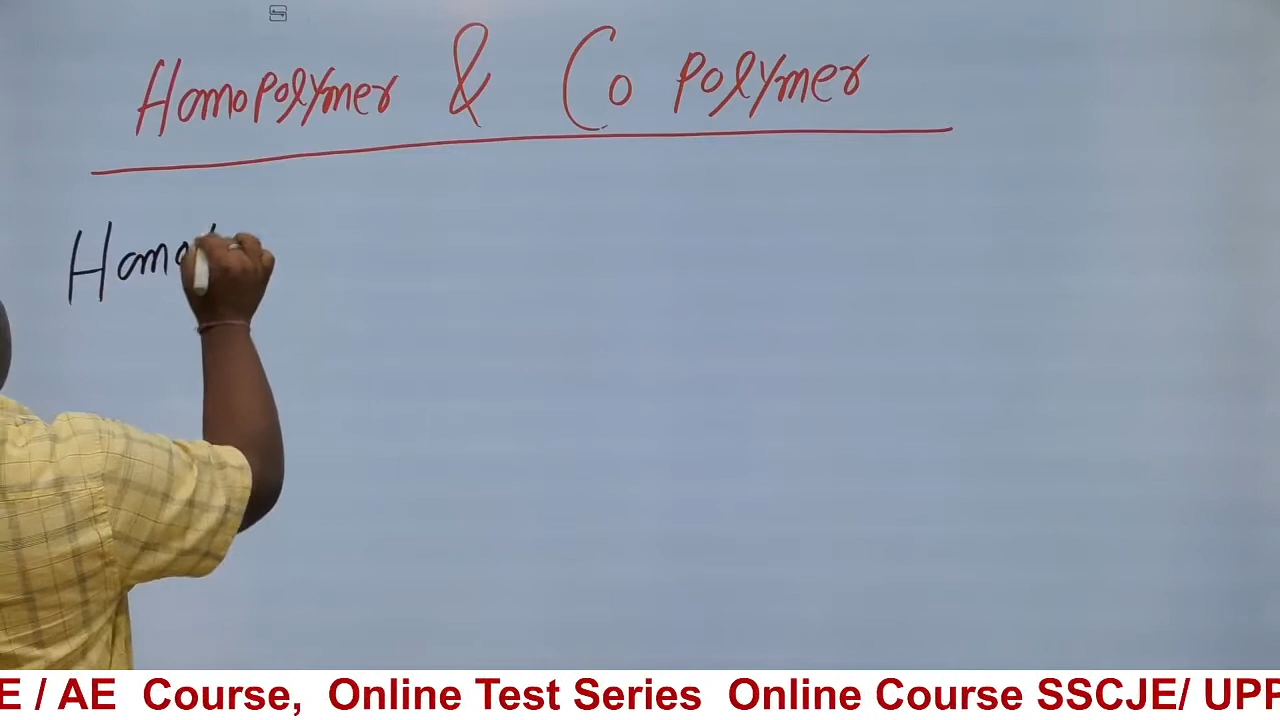 Homopolymer & Co Polymer
Homo
E / AE Course, Online Test Series Online Course SSCJE/ UPP